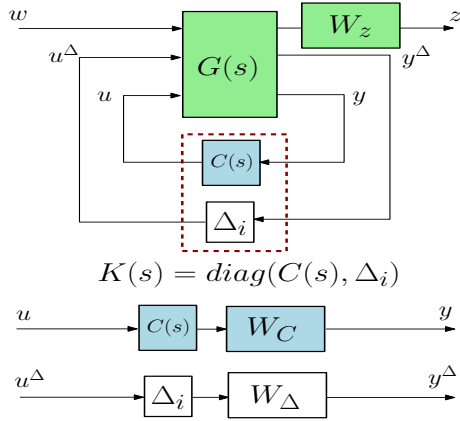 w W_z z
u^Δ G(s) y^Δ
u y
C(s)
Δ_i
K(s) = diag(C(s), Δ_i)
u C(s) W_C y
u^Δ Δ_i W_Δ y^Δ